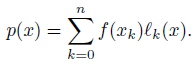 p(x) = \sum_{k=0}^{n} f(x_k) \ell_k(x).